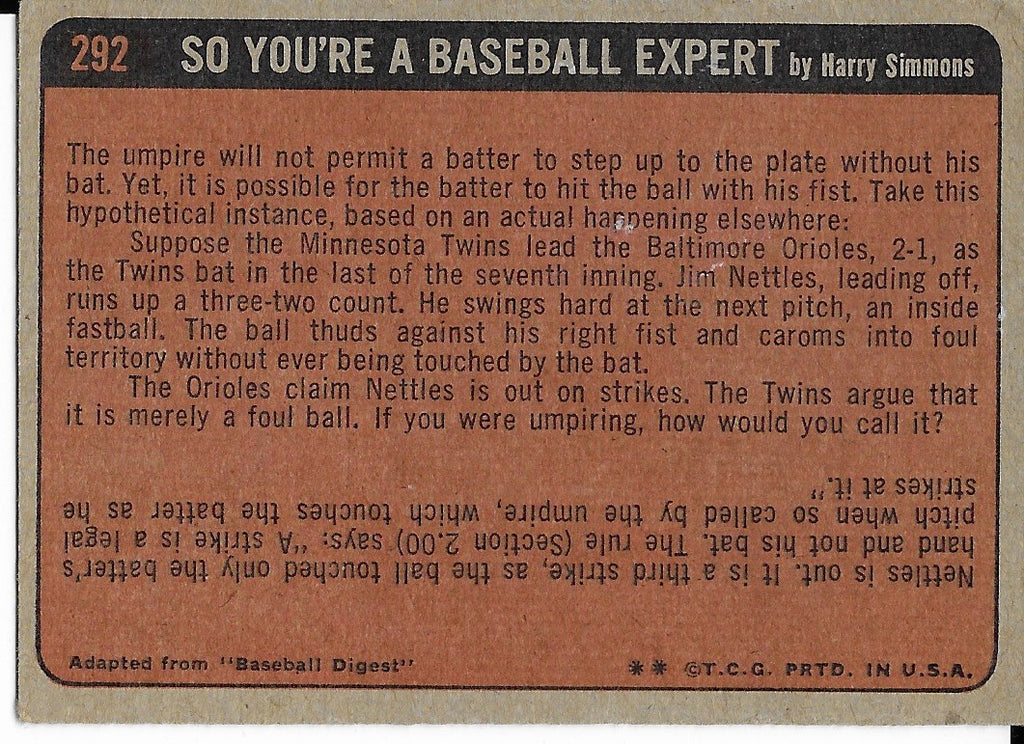 292 SO YOU'RE A BASEBALL EXPERT by Harry Simmons
The umpire will not permit a batter to step up to the plate without his
bat. Yet, it is possible for the batter to hit the ball with his fist. Take this
hypothetical instance, based on an actual happening elsewhere:
Suppose the Minnesota Twins lead the Baltimore Orioles, 2-1, as
the Twins bat in the last of the seventh inning. Jim Nettles, leading off,
runs up a three-two count. He swings hard at the next pitch, an inside
fastball. The ball thuds against his right fist and caroms into foul
territory without ever being touched by the bat.
The Orioles claim Nettles is out on strikes. The Twins argue that
it is merely a foul ball. If you were umpiring, how would you call it?
Nettles is out. It is a third strike, as the ball touched only the batter's
hand and not his bat. The rule (Section 2.00) says: "A strike is a legal
pitch when so called by the umpire, which touches the batter as he
strikes at it."
Adapted from "Baseball Digest" ** ©T.C.G. PRTD. IN U.S.A.